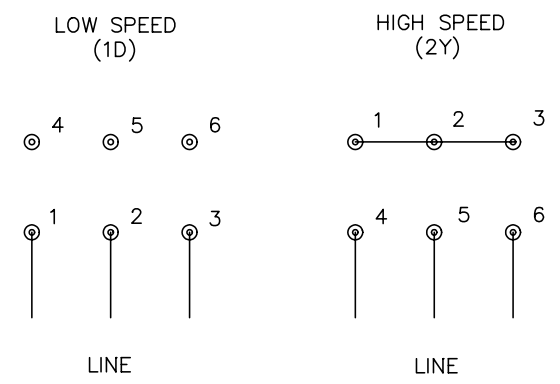 LOW SPEED
(1D)
4 5 6
1 2 3
LINE
HIGH SPEED
(2Y)
1 2 3
4 5 6
LINE